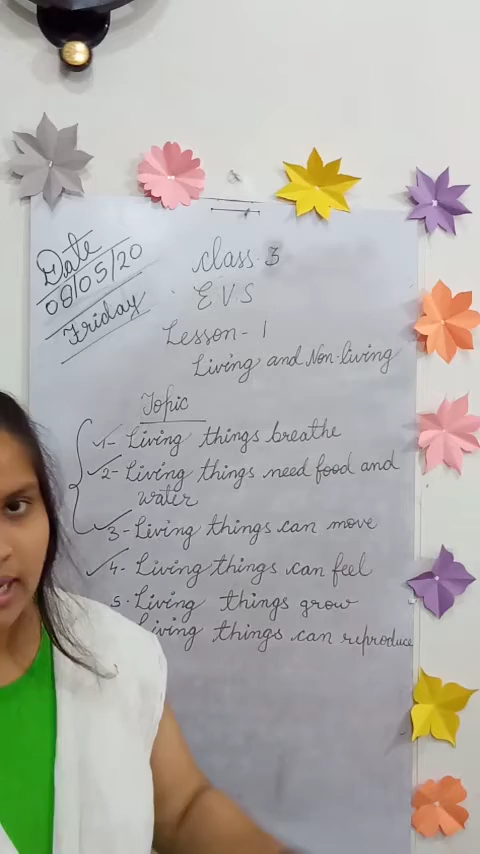 Date
08/05/20
Friday
Class 3
E V S
Lesson - 1
Living and Non-living
Topic
1- Living things breathe
2- Living things need food and
water
3- Living things can move
4- Living things can feel
5- Living things grow
Living things can reproduce